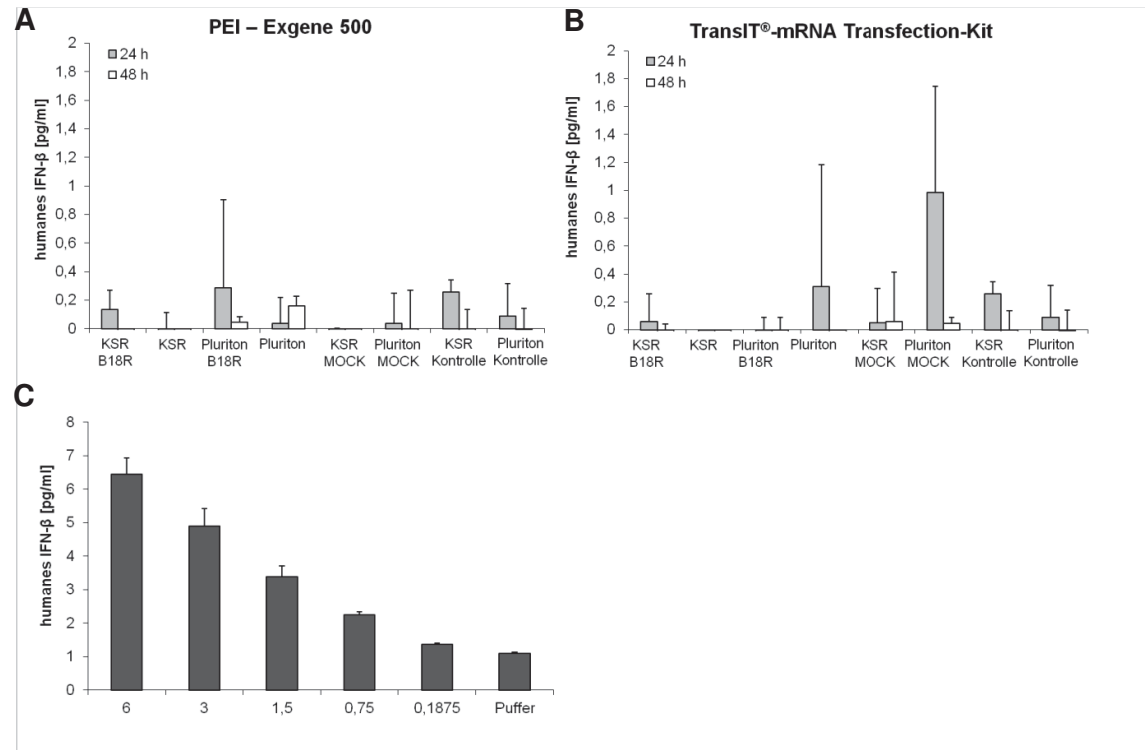 A
PEI – Exgene 500
humanes IFN-β [pg/ml]
2
1,8
1,6
1,4
1,2
1
0,8
0,6
0,4
0,2
0
24 h
48 h
KSR B18R
KSR
Pluriton B18R
Pluriton
KSR MOCK
Pluriton MOCK
KSR Kontrolle
Pluriton Kontrolle
B
TransIT®-mRNA Transfection-Kit
humanes IFN-β [pg/ml]
2
1,8
1,6
1,4
1,2
1
0,8
0,6
0,4
0,2
0
24 h
48 h
KSR B18R
KSR
Pluriton B18R
Pluriton
KSR MOCK
Pluriton MOCK
KSR Kontrolle
Pluriton Kontrolle
C
humanes IFN-β [pg/ml]
8
7
6
5
4
3
2
1
0
6 3 1,5 0,75 0,1875 Puffer